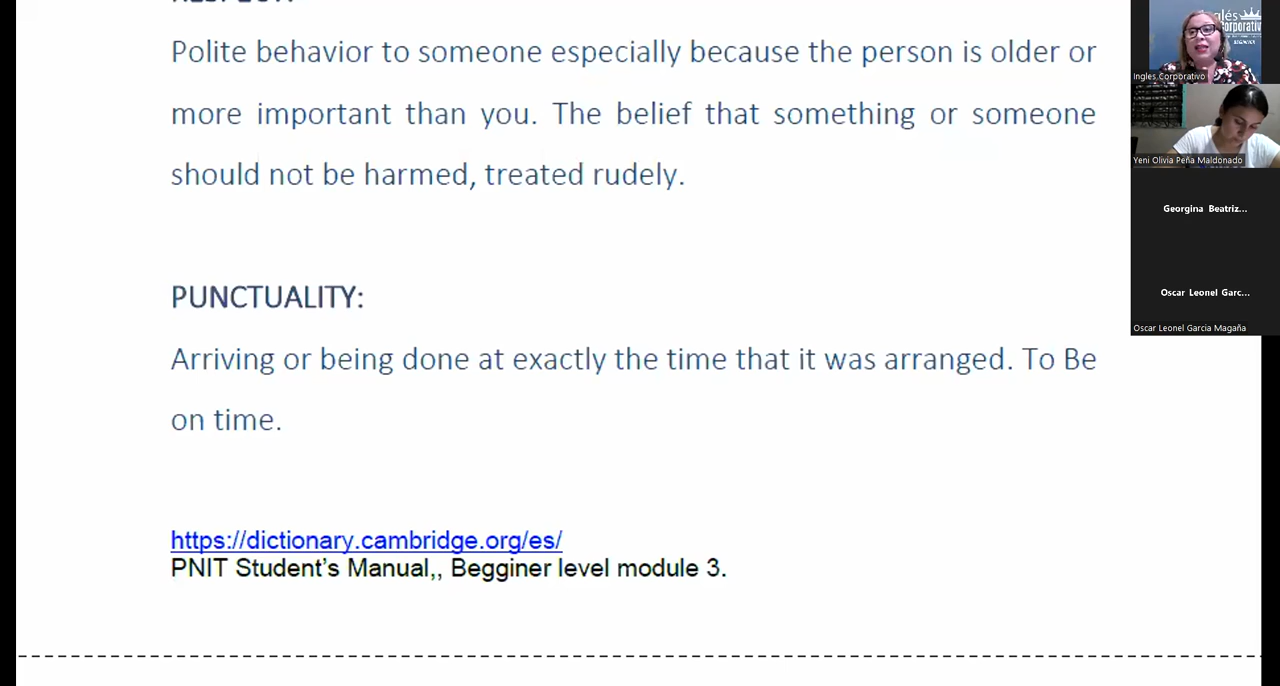 RESPECT:
Polite behavior to someone especially because the person is older or
more important than you. The belief that something or someone
should not be harmed, treated rudely.
PUNCTUALITY:
Arriving or being done at exactly the time that it was arranged. To Be
on time.
https://dictionary.cambridge.org/es/
PNIT Student’s Manual,, Begginer level module 3.
Inglés
Corporativo
Ingles Corporativo
Yeni Olivia Peña Maldonado
Georgina Beatriz...
Oscar Leonel Garc...
Oscar Leonel Garcia Magaña